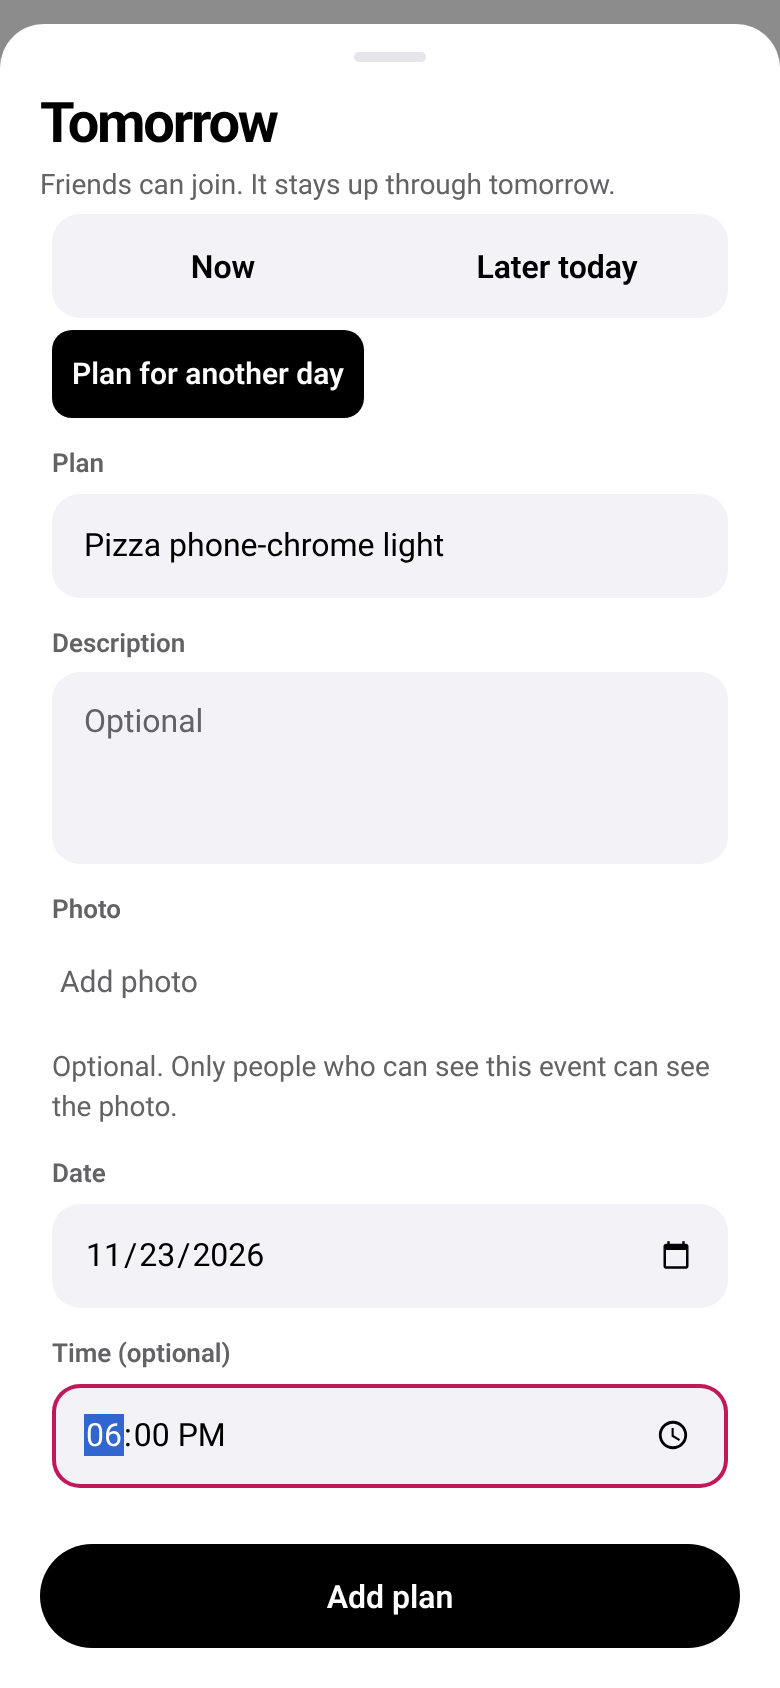 Tomorrow
Friends can join. It stays up through tomorrow.
Now
Later today
Plan for another day
Plan
Pizza phone-chrome light
Description
Optional
Photo
Add photo
Optional. Only people who can see this event can see
the photo.
Date
11/23/2026
Time (optional)
06:00 PM
Add plan